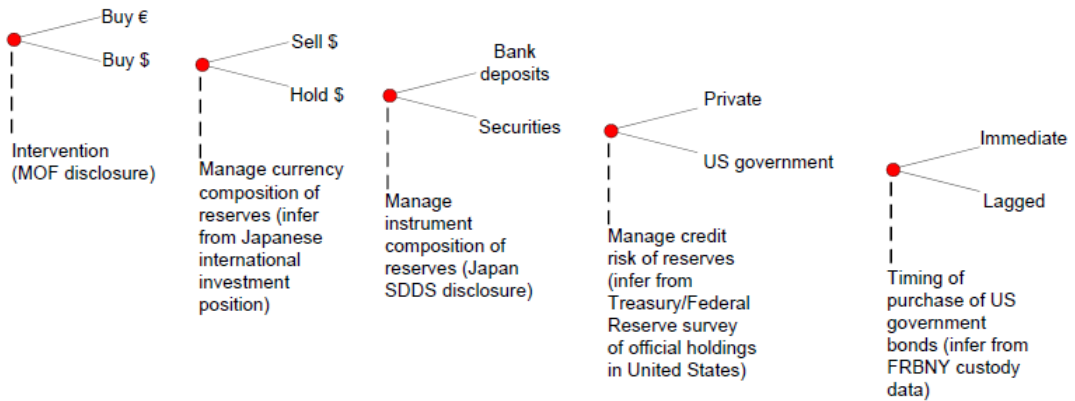 Buy €
Buy $
Intervention
(MOF disclosure)
Sell $
Hold $
Manage currency
composition of
reserves (infer
from Japanese
international
investment
position)
Bank
deposits
Securities
Manage
instrument
composition of
reserves (Japan
SDDS disclosure)
Private
US government
Manage credit
risk of reserves
(infer from
Treasury/Federal
Reserve survey
of official holdings
in United States)
Immediate
Lagged
Timing of
purchase of US
government
bonds (infer from
FRBNY custody
data)